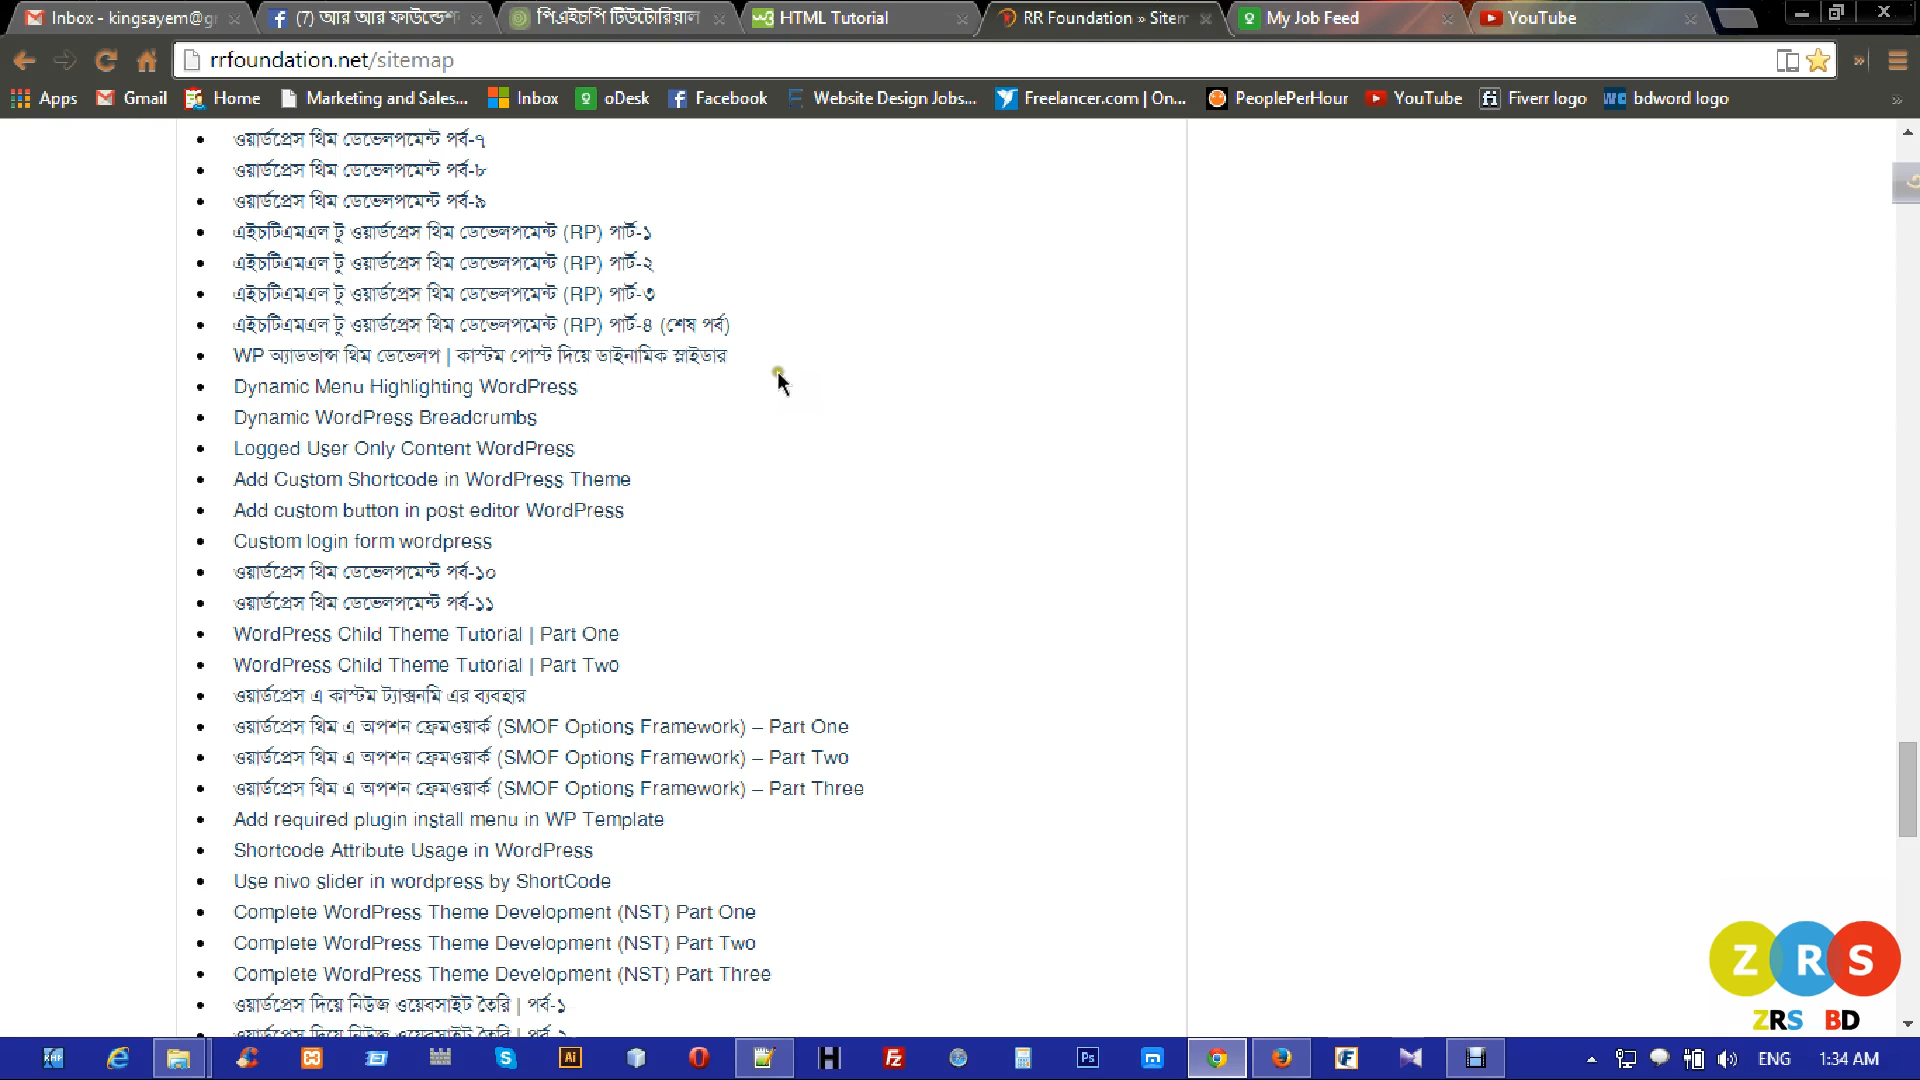 Inbox - kingsayem@g
(7) আর আর ফাউন্ডেশ
পিএইচপি টিউটোরিয়াল
HTML Tutorial
RR Foundation » Sitem
My Job Feed
YouTube
rrfoundation.net/sitemap
Apps
Gmail
Home
Marketing and Sales...
Inbox
oDesk
Facebook
Website Design Jobs...
Freelancer.com | On...
PeoplePerHour
YouTube
Fiverr logo
bdword logo
ওয়ার্ডপ্রেস থিম ডেভেলপমেন্ট পর্ব-৭
ওয়ার্ডপ্রেস থিম ডেভেলপমেন্ট পর্ব-৮
ওয়ার্ডপ্রেস থিম ডেভেলপমেন্ট পর্ব-৯
এইচটিএমএল টু ওয়ার্ডপ্রেস থিম ডেভেলপমেন্ট (RP) পার্ট-১
এইচটিএমএল টু ওয়ার্ডপ্রেস থিম ডেভেলপমেন্ট (RP) পার্ট-২
এইচটিএমএল টু ওয়ার্ডপ্রেস থিম ডেভেলপমেন্ট (RP) পার্ট-৩
এইচটিএমএল টু ওয়ার্ডপ্রেস থিম ডেভেলপমেন্ট (RP) পার্ট-৪ (শেষ পর্ব)
WP অ্যাডভান্স থিম ডেভেলপ | কাস্টম পোস্ট দিয়ে ডাইনামিক স্লাইডার
Dynamic Menu Highlighting WordPress
Dynamic WordPress Breadcrumbs
Logged User Only Content WordPress
Add Custom Shortcode in WordPress Theme
Add custom button in post editor WordPress
Custom login form wordpress
ওয়ার্ডপ্রেস থিম ডেভেলপমেন্ট পর্ব-১০
ওয়ার্ডপ্রেস থিম ডেভেলপমেন্ট পর্ব-১১
WordPress Child Theme Tutorial | Part One
WordPress Child Theme Tutorial | Part Two
ওয়ার্ডপ্রেস এ কাস্টম ট্যাক্সনমি এর ব্যবহার
ওয়ার্ডপ্রেস থিম এ অপশন ফ্রেমওয়ার্ক (SMOF Options Framework) – Part One
ওয়ার্ডপ্রেস থিম এ অপশন ফ্রেমওয়ার্ক (SMOF Options Framework) – Part Two
ওয়ার্ডপ্রেস থিম এ অপশন ফ্রেমওয়ার্ক (SMOF Options Framework) – Part Three
Add required plugin install menu in WP Template
Shortcode Attribute Usage in WordPress
Use nivo slider in wordpress by ShortCode
Complete WordPress Theme Development (NST) Part One
Complete WordPress Theme Development (NST) Part Two
Complete WordPress Theme Development (NST) Part Three
ওয়ার্ডপ্রেস দিয়ে নিউজ ওয়েবসাইট তৈরি | পর্ব-১
ওয়ার্ডপ্রেস দিয়ে নিউজ ওয়েবসাইট তৈরি | পর্ব-২
ZRS
ZRS BD
ENG
1:34 AM